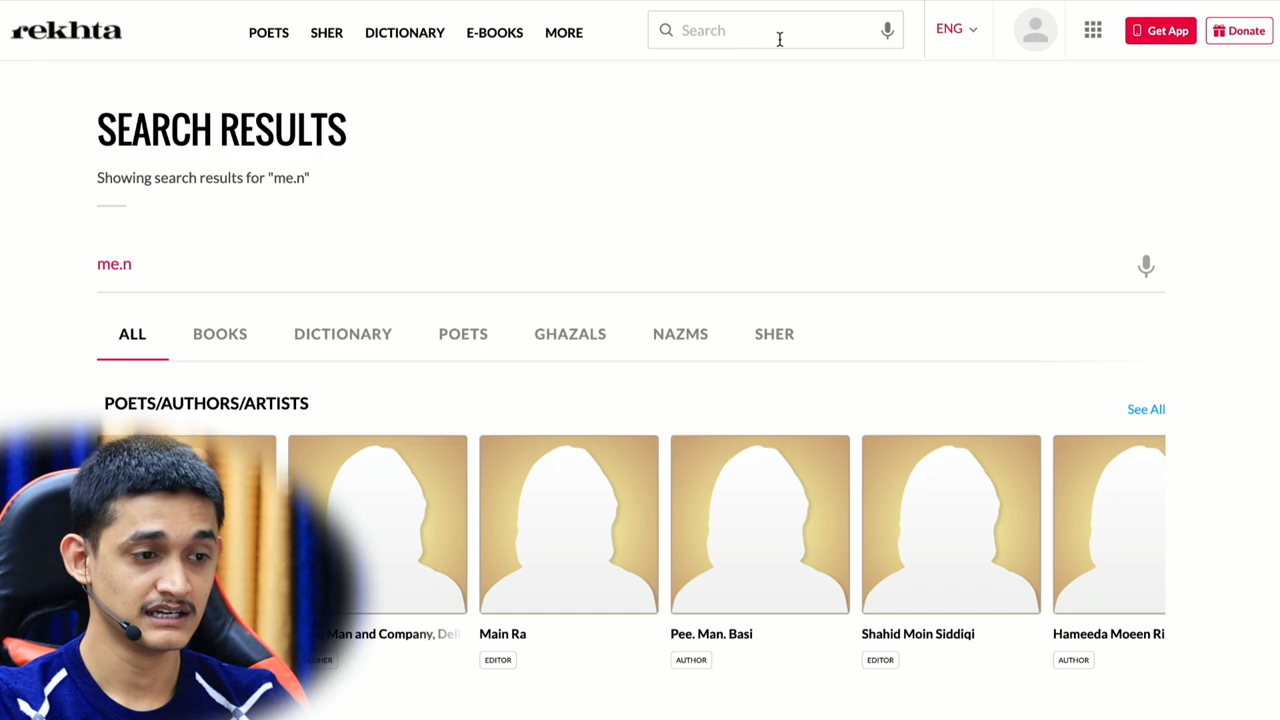 rekhta
POETS SHER DICTIONARY E-BOOKS MORE
Search
ENG
Get App
Donate
SEARCH RESULTS
Showing search results for "me.n"
me.n
ALL BOOKS DICTIONARY POETS GHAZALS NAZMS SHER
POETS/AUTHORS/ARTISTS
See All
Man and Company, Del
Main Ra
Pee. Man. Basi
Shahid Moin Siddiqi
Hameeda Moeen Ri
EDITOR
AUTHOR
EDITOR
AUTHOR